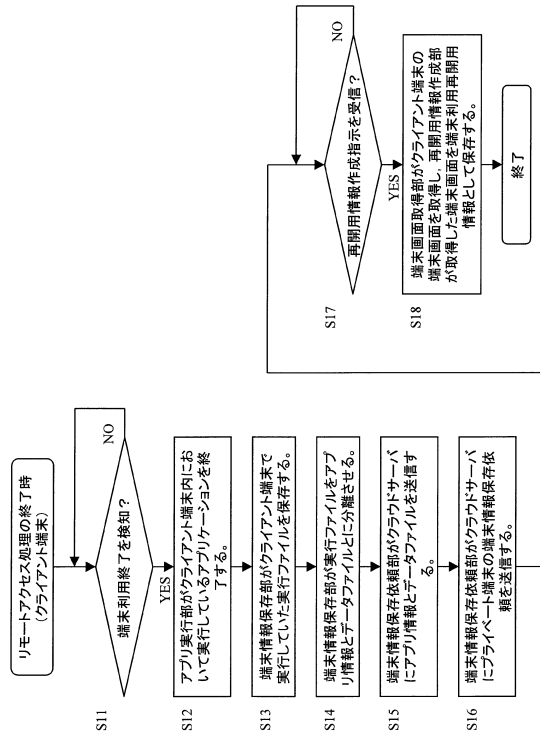 リモートアクセス処理の終了時
(クライアント端末)
S11
端末利用終了を検知?
NO
YES
S12
アプリ実行部がクライアント端末内にお
いて実行しているアプリケーションを終
了する。
S13
端末情報保存部がクライアント端末で
実行していた実行ファイルを保存する。
S14
端末情報保存部が実行ファイルをアプ
リ情報とデータファイルとに分離させる。
S15
端末情報保存依頼部がクラウドサーバ
にアプリ情報とデータファイルを送信す
る。
S16
端末情報保存依頼部がクラウドサーバ
にプライベート端末の端末情報保存依
頼を送信する。
S17
再開用情報作成指示を受信?
NO
YES
S18
端末画面取得部がクライアント端末の
端末画面を取得し，再開用情報作成部
が取得した端末画面を端末利用再開用
情報として保存する。
終了